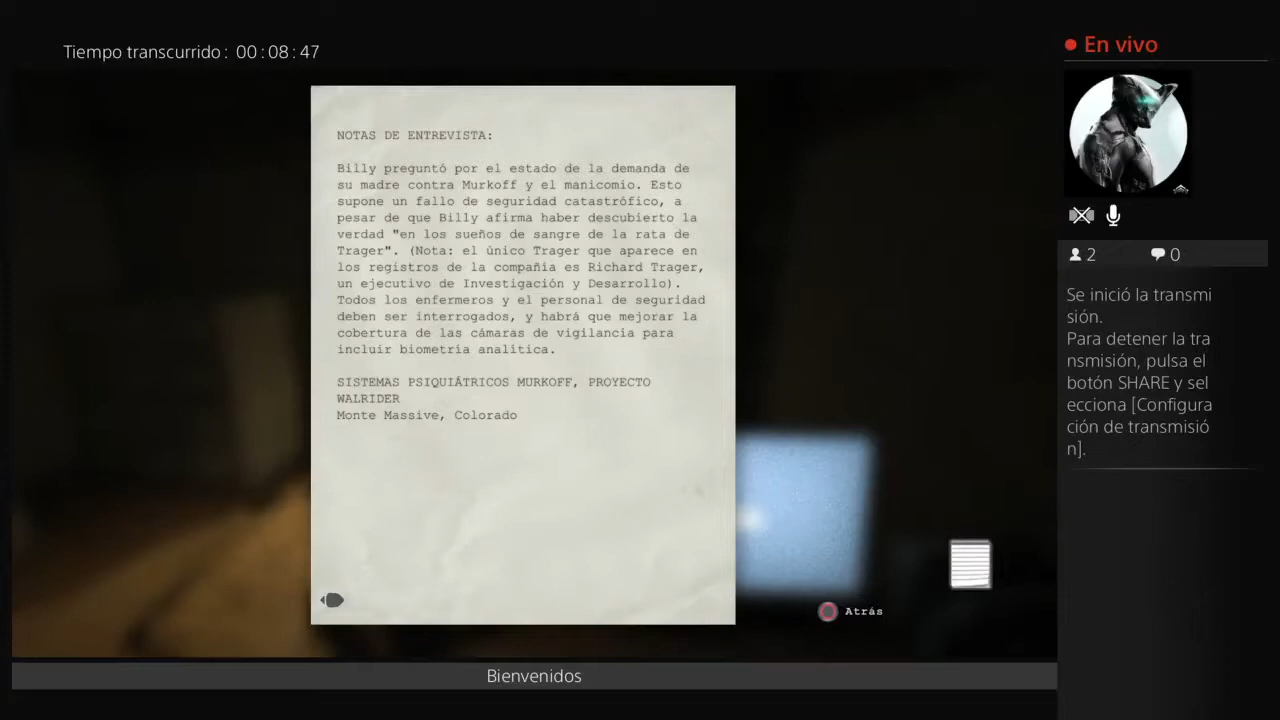 Tiempo transcurrido : 00 : 08 : 47
NOTAS DE ENTREVISTA:
Billy preguntó por el estado de la demanda de
su madre contra Murkoff y el manicomio. Esto
supone un fallo de seguridad catastrófico, a
pesar de que Billy afirma haber descubierto la
verdad "en los sueños de sangre de la rata de
Trager". (Nota: el único Trager que aparece en
los registros de la compañía es Richard Trager,
un ejecutivo de Investigación y Desarrollo).
Todos los enfermeros y el personal de seguridad
deben ser interrogados, y habrá que mejorar la
cobertura de las cámaras de vigilancia para
incluir biometría analítica.
SISTEMAS PSIQUIÁTRICOS MURKOFF, PROYECTO
WALRIDER
Monte Massive, Colorado
Atrás
Bienvenidos
En vivo
2 0
Se inició la transmi
sión.
Para detener la tra
nsmisión, pulsa el
botón SHARE y sel
ecciona [Configura
ción de transmisió
n].